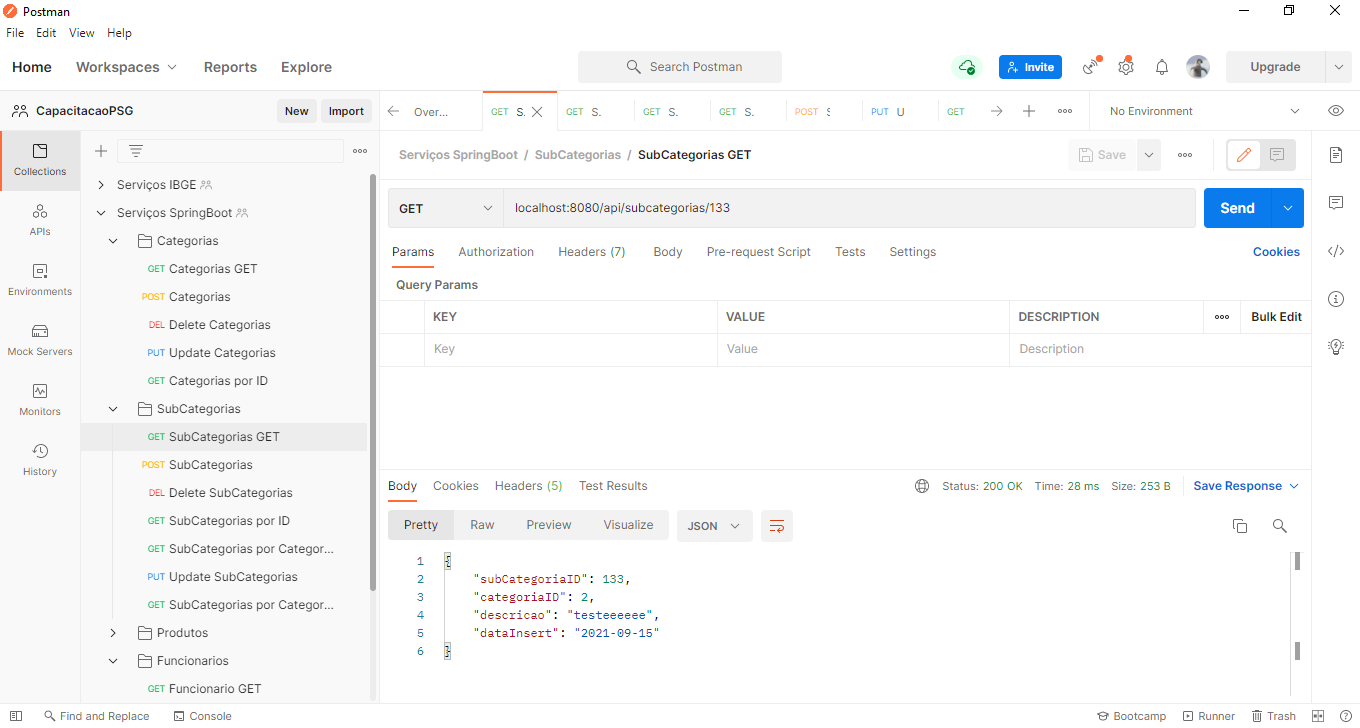 Postman
File Edit View Help
Home Workspaces Reports Explore
Search Postman
Invite
Upgrade
CapacitacaoPSG
New Import
Over...
GET S.
GET S.
GET S.
GET S.
POST S
PUT U
GET
No Environment
Collections
APIs
Environments
Mock Servers
Monitors
History
Serviços IBGE
Serviços SpringBoot
Categorias
GET Categorias GET
POST Categorias
DEL Delete Categorias
PUT Update Categorias
GET Categorias por ID
SubCategorias
GET SubCategorias GET
POST SubCategorias
DEL Delete SubCategorias
GET SubCategorias por ID
GET SubCategorias por Categor...
PUT Update SubCategorias
GET SubCategorias por Categor...
Produtos
Funcionarios
GET Funcionario GET
Serviços SpringBoot / SubCategorias / SubCategorias GET
Save
GET localhost:8080/api/subcategorias/133
Send
Params Authorization Headers (7) Body Pre-request Script Tests Settings Cookies
Query Params
KEY VALUE DESCRIPTION Bulk Edit
Key Value Description
Body Cookies Headers (5) Test Results
Status: 200 OK Time: 28 ms Size: 253 B Save Response
Pretty Raw Preview Visualize JSON
1 {
2 "subCategoriaID": 133,
3 "categoriaID": 2,
4 "descricao": "testeeeeee",
5 "dataInsert": "2021-09-15"
6 }
Find and Replace Console
Bootcamp Runner Trash